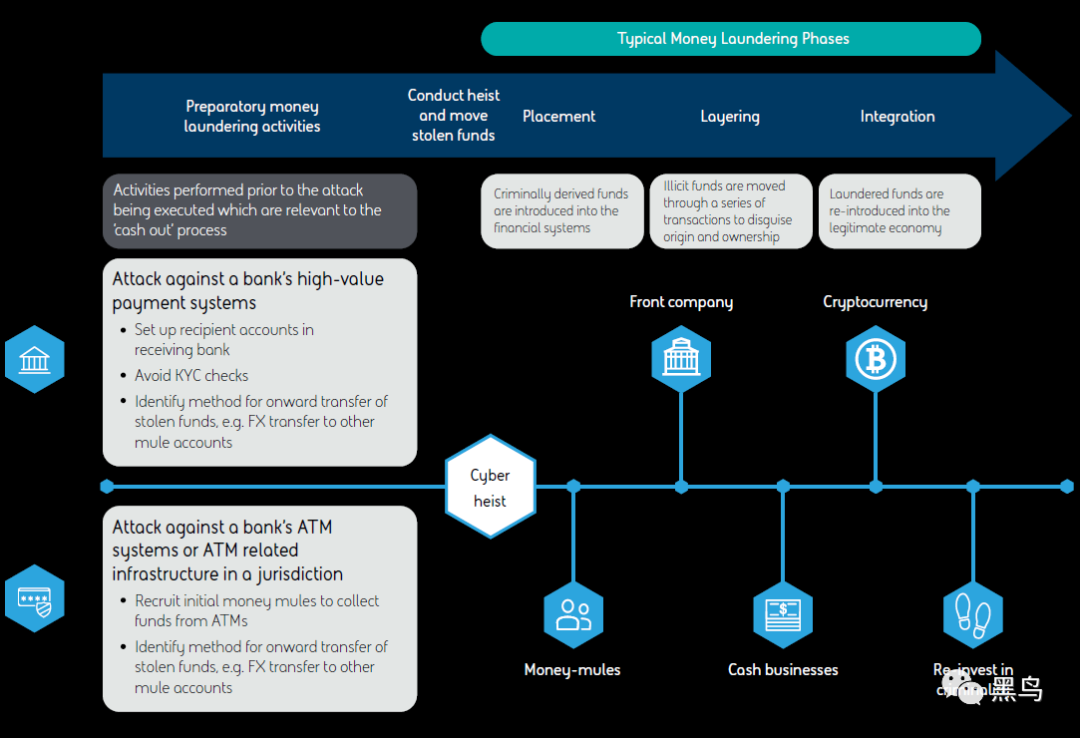 Typical Money Laundering Phases
Preparatory money
laundering activities
Conduct heist
and move
stolen funds
Placement
Layering
Integration
Activities performed prior to the attack
being executed which are relevant to the
'cash out' process
Criminally derived funds
are introduced into the
financial systems
Illicit funds are moved
through a series of
transactions to disguise
origin and ownership
Laundered funds are
re-introduced into the
legitimate economy
Attack against a bank's high-value
payment systems
• Set up recipient accounts in
receiving bank
• Avoid KYC checks
• Identify method for onward transfer of
stolen funds, e.g. FX transfer to other
mule accounts
Front company
Cryptocurrency
Cyber
heist
Attack against a bank's ATM
systems or ATM related
infrastructure in a jurisdiction
• Recruit initial money mules to collect
funds from ATMs
• Identify method for onward transfer of
stolen funds, e.g. FX transfer to other
mule accounts
Money-mules
Cash businesses
Re-invest in
黑鸟